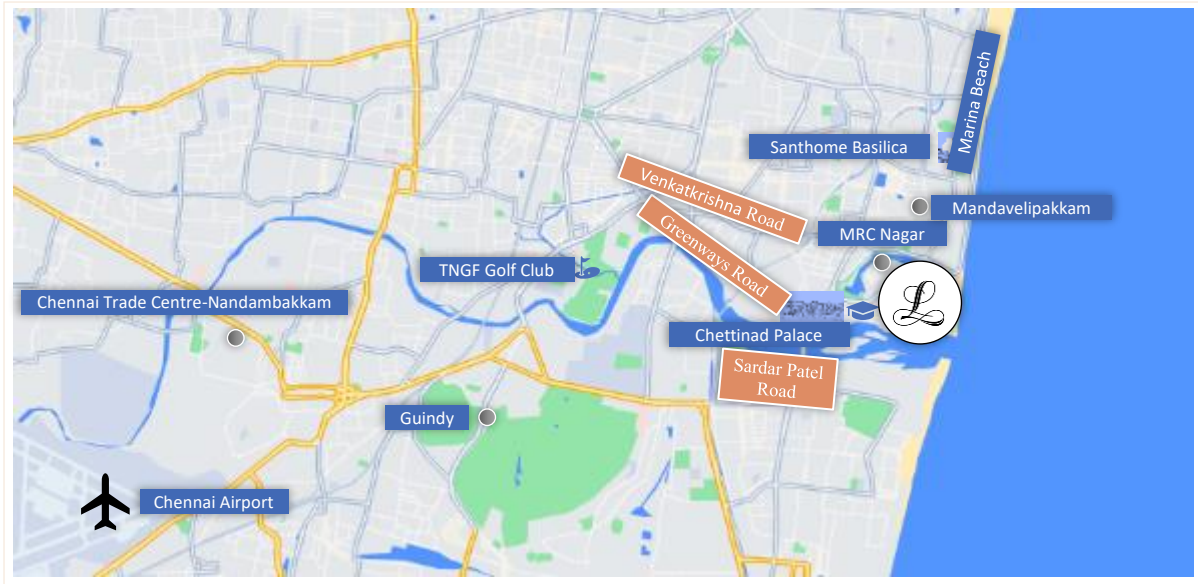 Marina Beach
Santhome Basilica
Venkatkrishna Road
Mandavelipakkam
MRC Nagar
Greenways Road
TNGF Golf Club
Chennai Trade Centre-Nandambakkam
L
Chettinad Palace
Sardar Patel
Road
Guindy
Chennai Airport